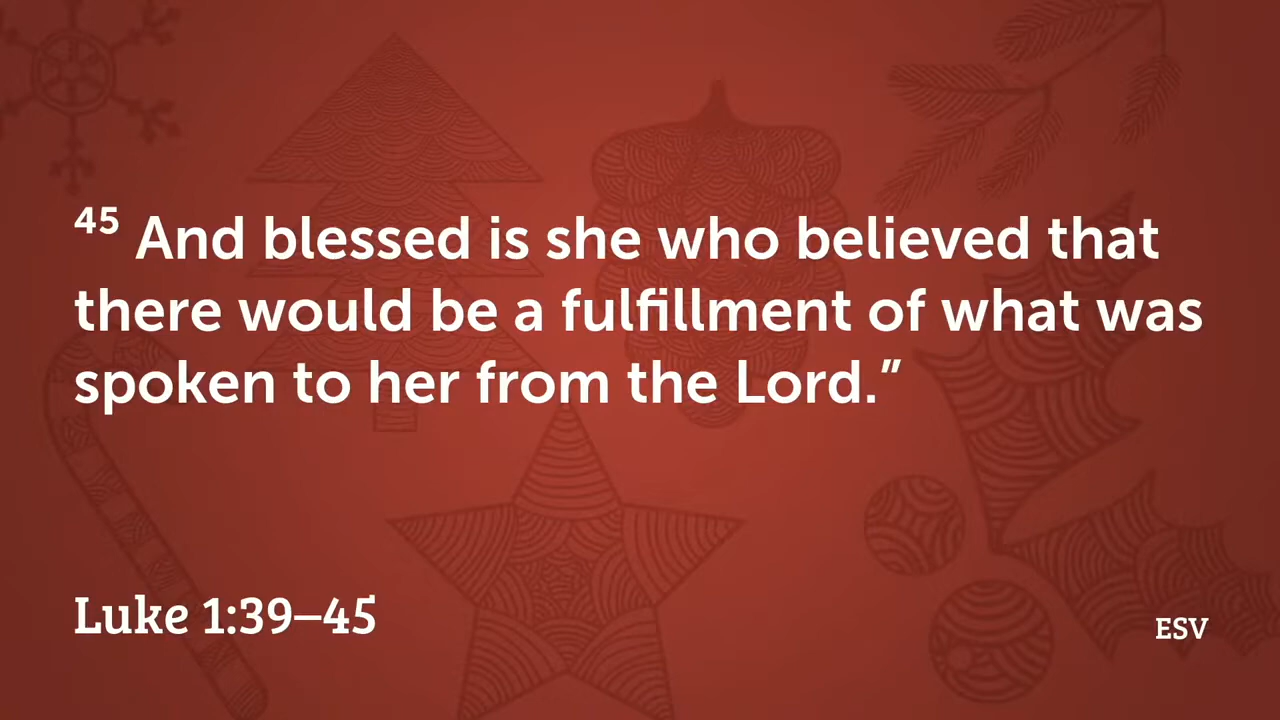 45 And blessed is she who believed that
there would be a fulfillment of what was
spoken to her from the Lord.”
Luke 1:39–45
ESV